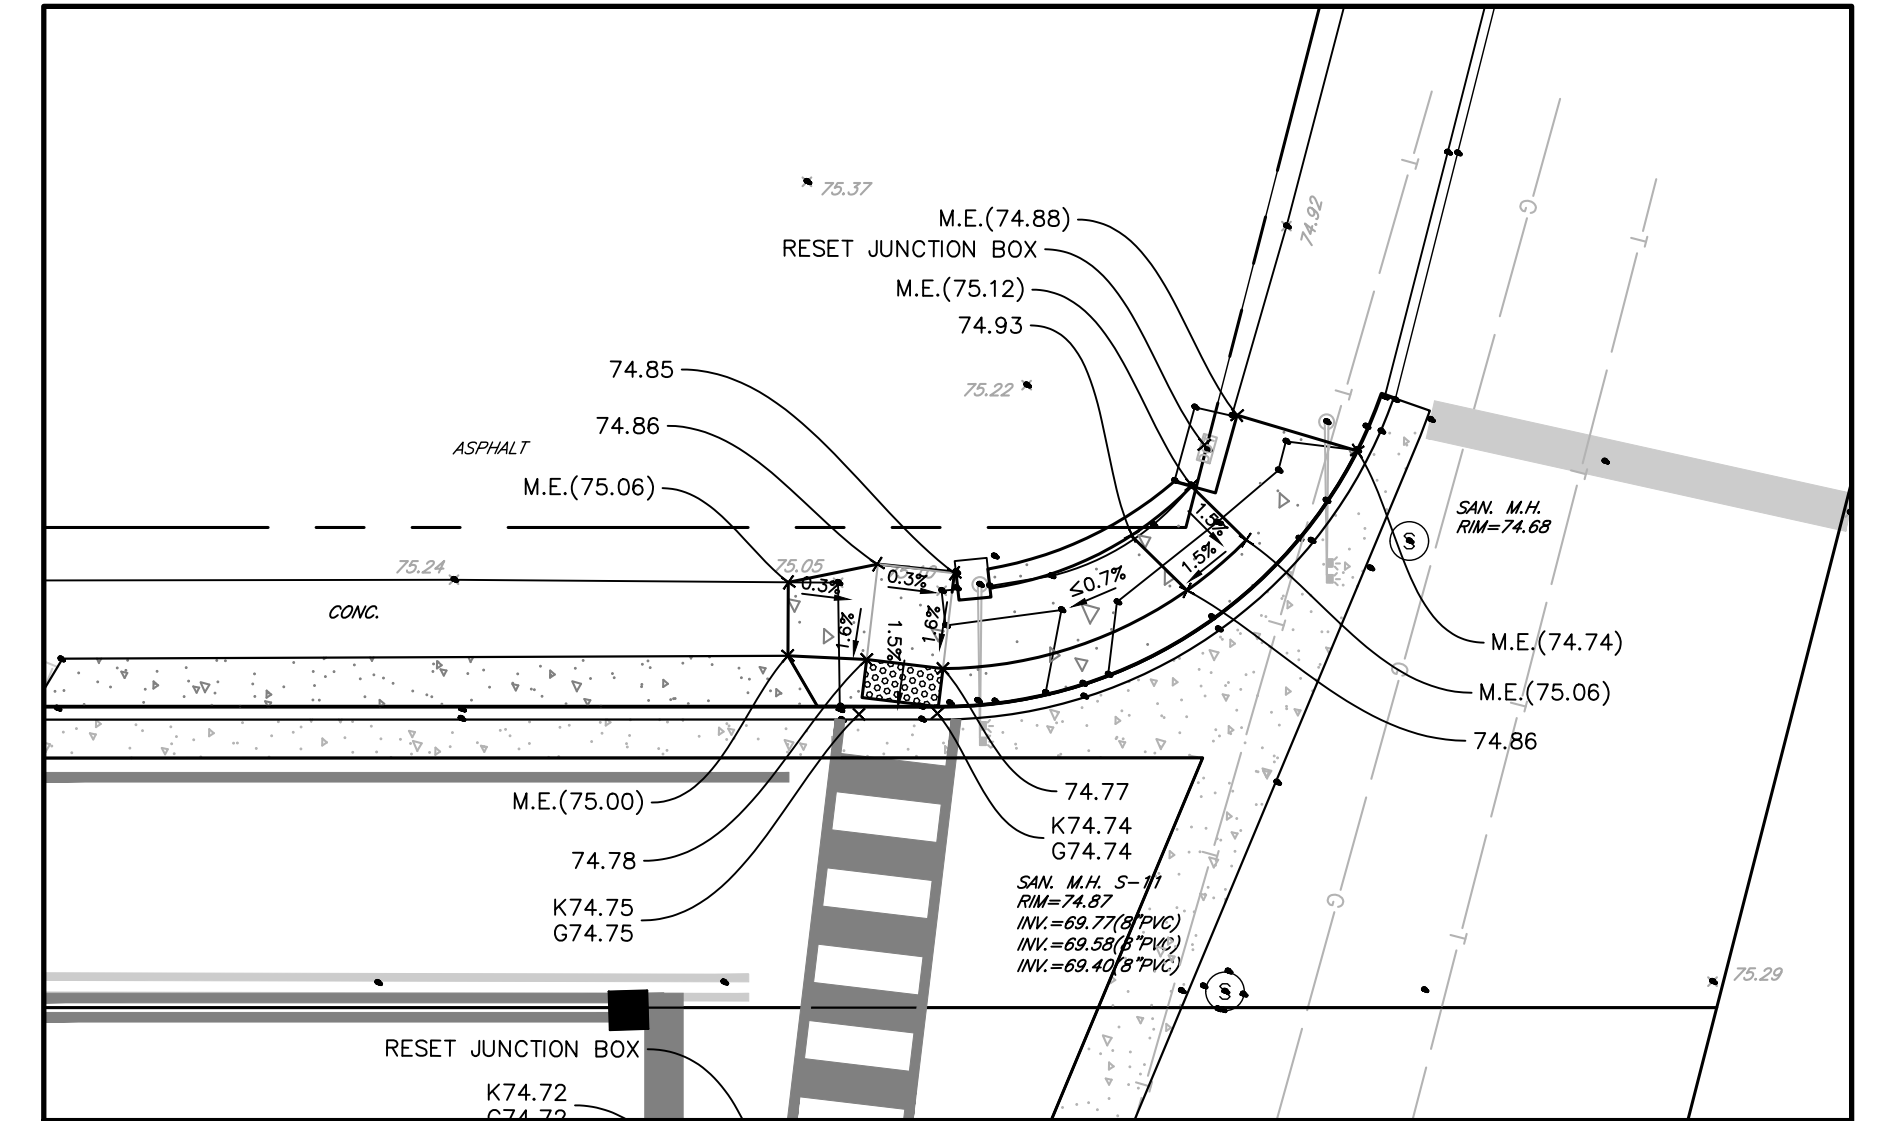 75.37
M.E.(74.88)
RESET JUNCTION BOX
M.E.(75.12)
74.93
74.92
74.85
75.22
74.86
ASPHALT
M.E.(75.06)
75.24
75.05
CONC.
0.3%
0.3%
1.6%
1.5%
1.6%
≤0.7%
1.5%
1.5%
SAN. M.H.
RIM=74.68
S
M.E.(74.74)
M.E.(75.06)
74.86
M.E.(75.00)
74.77
K74.74
G74.74
74.78
K74.75
G74.75
SAN. M.H. S-11
RIM=74.87
INV.=69.77(8"PVC)
INV.=69.58(8"PVC)
INV.=69.40(8"PVC)
S
75.29
RESET JUNCTION BOX
K74.72
G74.72
T
T
T
T
T
T
T
T
T
T
G
G
G